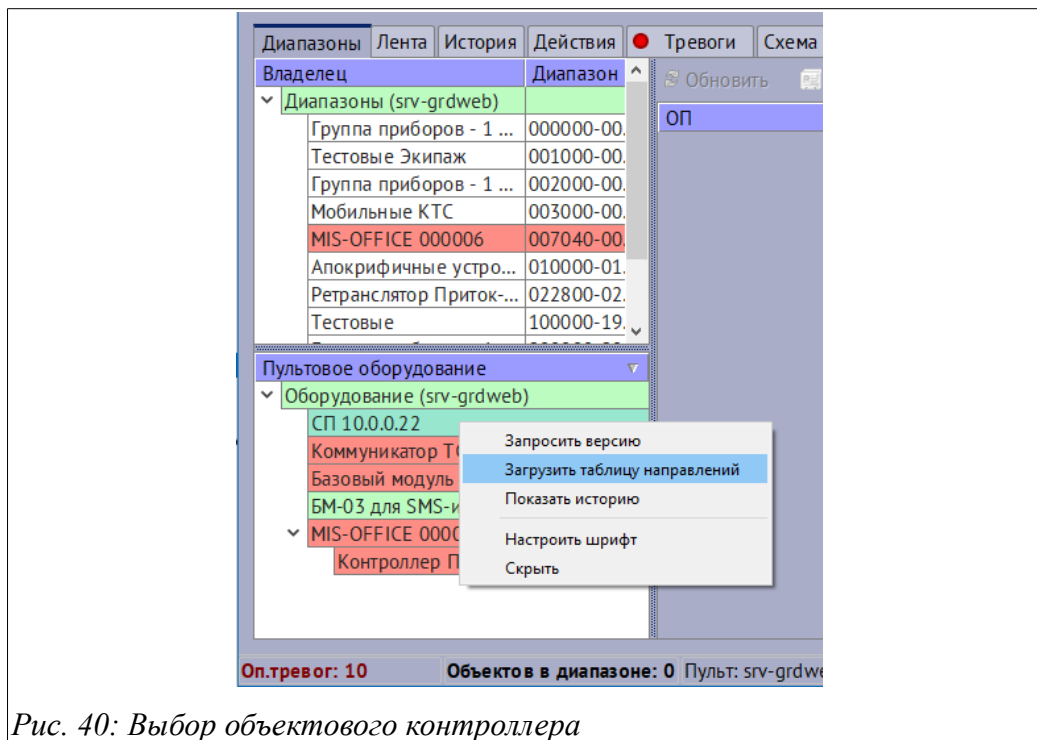 Диапазоны Лента История Действия Тревоги Схема
Владелец Диапазон Обновить
Диапазоны (srv-grdweb) ОП
Группа приборов - 1 ... 000000-00.
Тестовые Экипаж 001000-00.
Группа приборов - 1 ... 002000-00.
Мобильные КТС 003000-00.
MIS-OFFICE 000006 007040-00.
Апокрифичные устро... 010000-01.
Ретранслятор Приток-... 022800-02.
Тестовые 100000-19.
Пультовое оборудование
Оборудование (srv-grdweb)
СП 10.0.0.22
Запросить версию
Коммуникатор
Загрузить таблицу направлений
Базовый модуль
Показать историю
БМ-03 для SMS-и
MIS-OFFICE
Настроить шрифт
Контроллер
Скрыть
Оп.тревог: 10 Объектов в диапазоне: 0 Пульт: srv-grdwe
Рис. 40: Выбор объектового контроллера